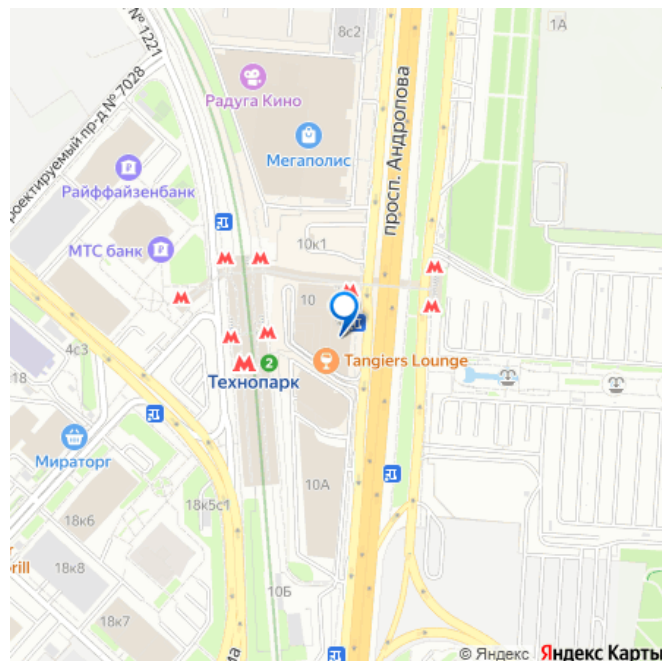 8с2
1А
№ 1221
роектируемый пр-д № 7028
просп. Андропова
Радуга Кино
Мегаполис
Райффайзенбанк
МТС банк
10к1
10
4с3
2
Технопарк
Tangiers Lounge
18
Мираторг
10А
18к5с1
18к6
r
rill
18к8
10Б
18к7
© Яндекс Яндекс Карты